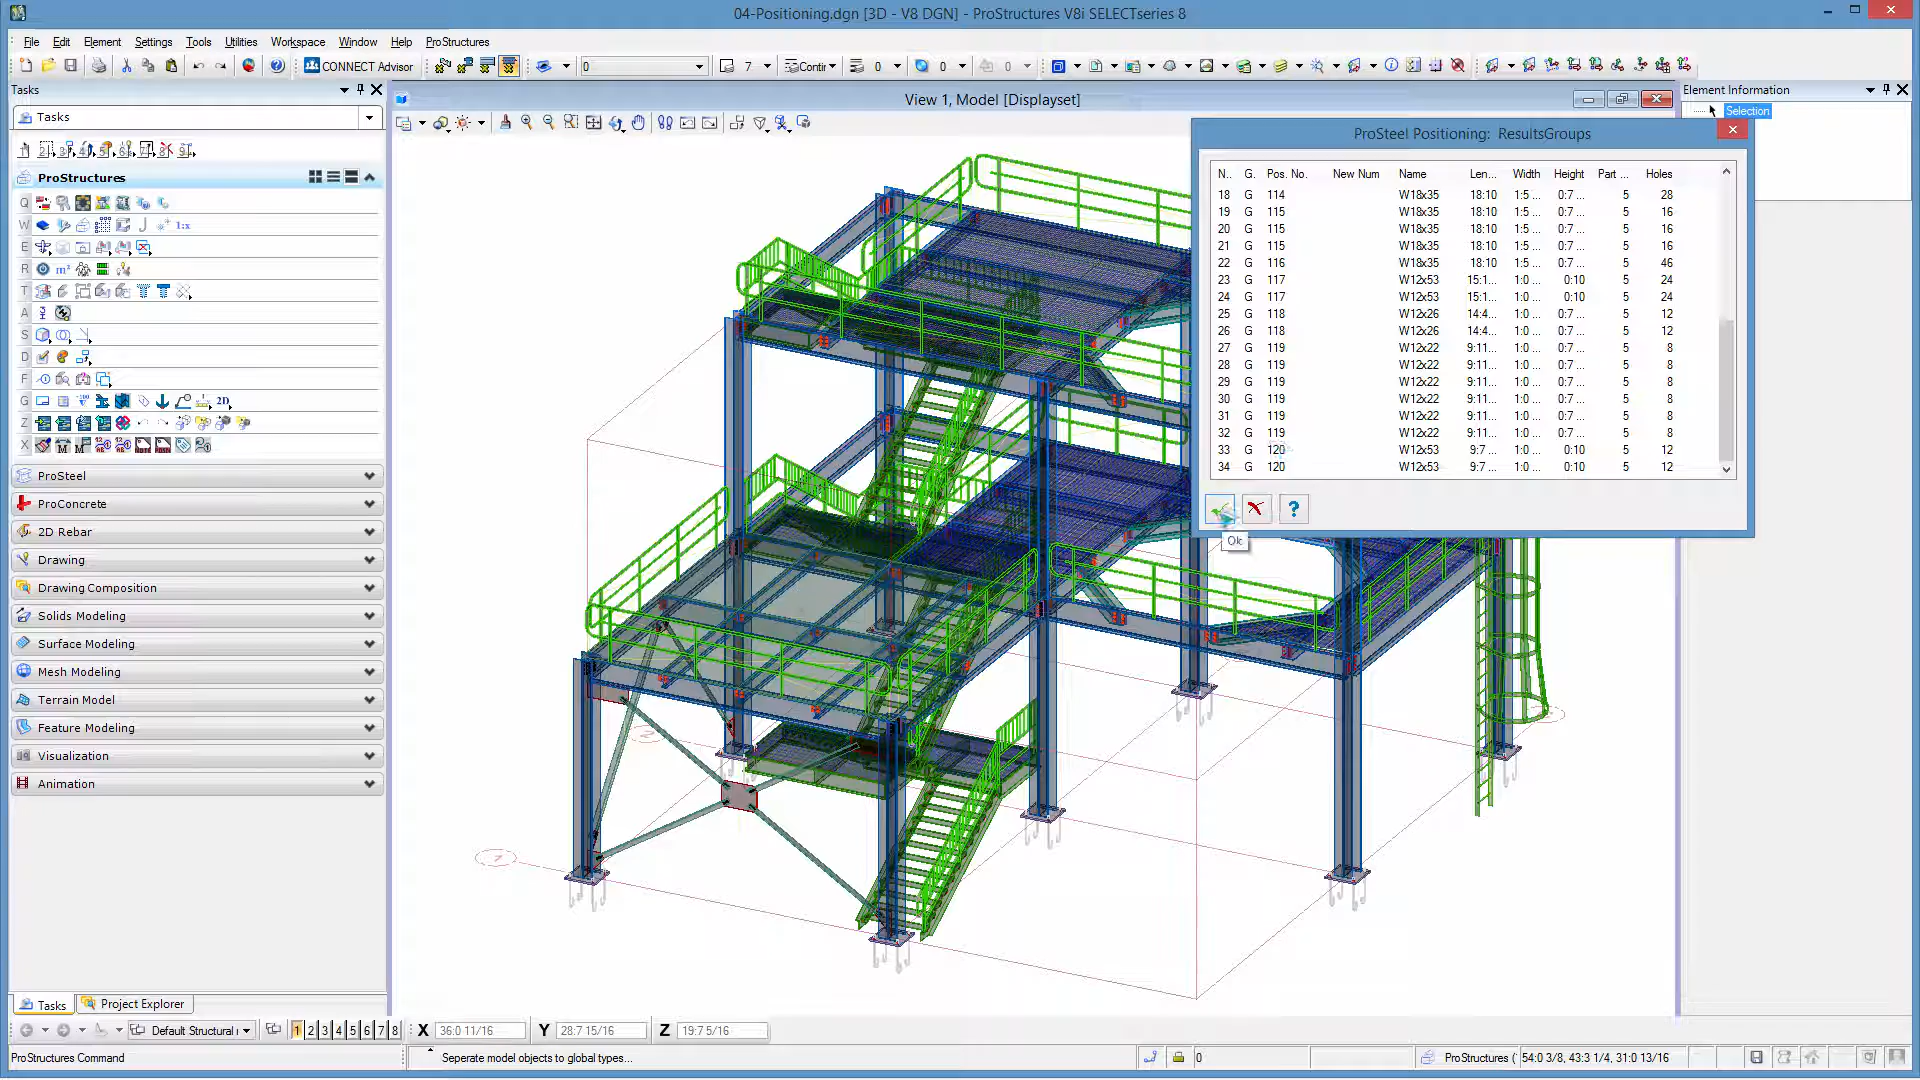 04-Positioning.dgn [3D - V8 DGN] - ProStructures V8i SELECTseries 8
File Edit Element Settings Tools Utilities Workspace Window Help ProStructures
CONNECT Advisor 0 7 Contir 0 0 0
Tasks
Tasks
ProStructures
Q
W 1:x
E
R m²
T
A
S
D
F
G 2D
Z
X
ProSteel
ProConcrete
2D Rebar
Drawing
Drawing Composition
Solids Modeling
Surface Modeling
Mesh Modeling
Terrain Model
Feature Modeling
Visualization
Animation
Tasks Project Explorer
View 1, Model [Displayset]
Element Information
Selection
ProSteel Positioning: ResultsGroups
N.. G. Pos. No. New Num Name Len... Width Height Part ... Holes
18 G 114 W18x35 18:10 1:5 ... 0:7 ... 5 28
19 G 115 W18x35 18:10 1:5 ... 0:7 ... 5 16
20 G 115 W18x35 18:10 1:5 ... 0:7 ... 5 16
21 G 115 W18x35 18:10 1:5 ... 0:7 ... 5 16
22 G 116 W18x35 18:10 1:5 ... 0:7 ... 5 46
23 G 117 W12x53 15:1... 1:0 ... 0:10 5 24
24 G 117 W12x53 15:1... 1:0 ... 0:10 5 24
25 G 118 W12x26 14:4... 1:0 ... 0:7 ... 5 12
26 G 118 W12x26 14:4... 1:0 ... 0:7 ... 5 12
27 G 119 W12x22 9:11... 1:0 ... 0:7 ... 5 8
28 G 119 W12x22 9:11... 1:0 ... 0:7 ... 5 8
29 G 119 W12x22 9:11... 1:0 ... 0:7 ... 5 8
30 G 119 W12x22 9:11... 1:0 ... 0:7 ... 5 8
31 G 119 W12x22 9:11... 1:0 ... 0:7 ... 5 8
32 G 119 W12x22 9:11... 1:0 ... 0:7 ... 5 8
33 G 120 W12x53 9:7 ... 1:0 ... 0:10 5 12
34 G 120 W12x53 9:7 ... 1:0 ... 0:10 5 12
Ok
Default Structural 1 2 3 4 5 6 7 8 X 36:0 11/16 Y 28:7 15/16 Z 19:7 5/16
ProStructures Command Seperate model objects to global types... 0 ProStructures (' 54:0 3/8, 43:3 1/4, 31:0 13/16